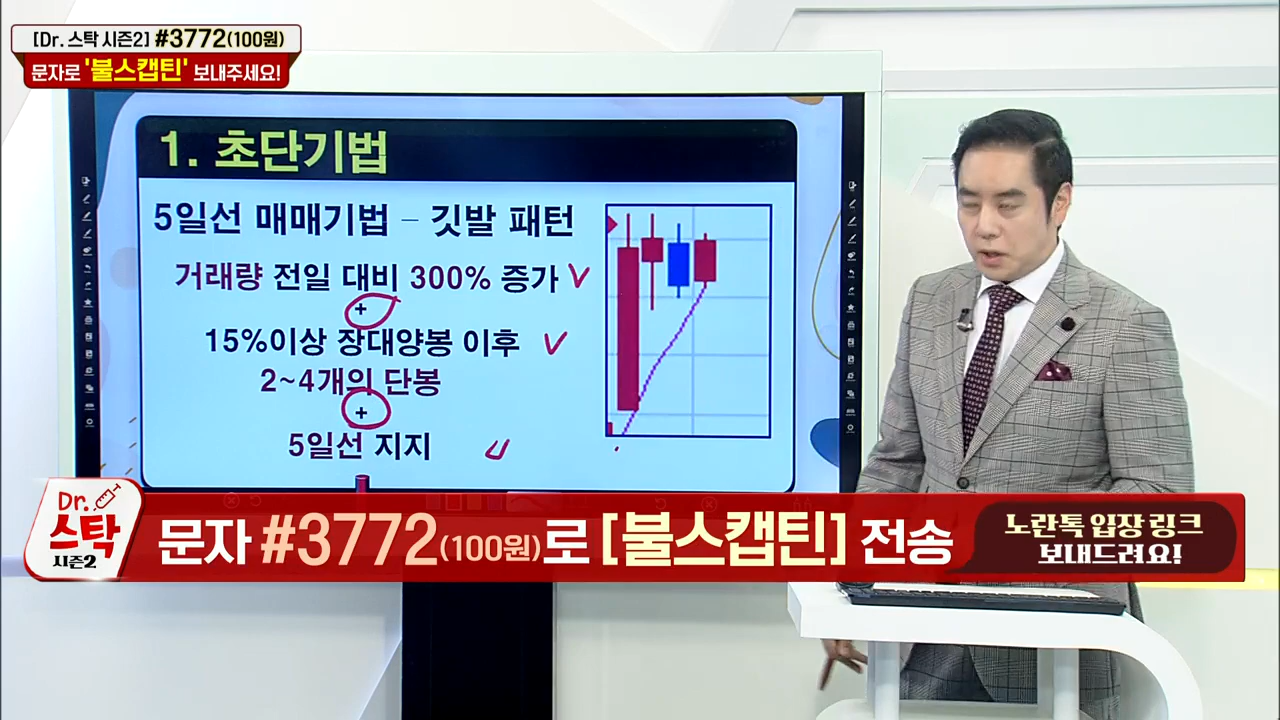 [Dr. 스탁 시즌2] #3772(100원)
문자로 '불스캡틴' 보내주세요!
1. 초단기법
5일선 매매기법 – 깃발 패턴
거래량 전일 대비 300% 증가
+
15%이상 장대양봉 이후
2~4개의 단봉
+
5일선 지지
Dr.
스탁
시즌2
문자 #3772(100원)로 [불스캡틴] 전송
노란톡 입장 링크
보내드려요!